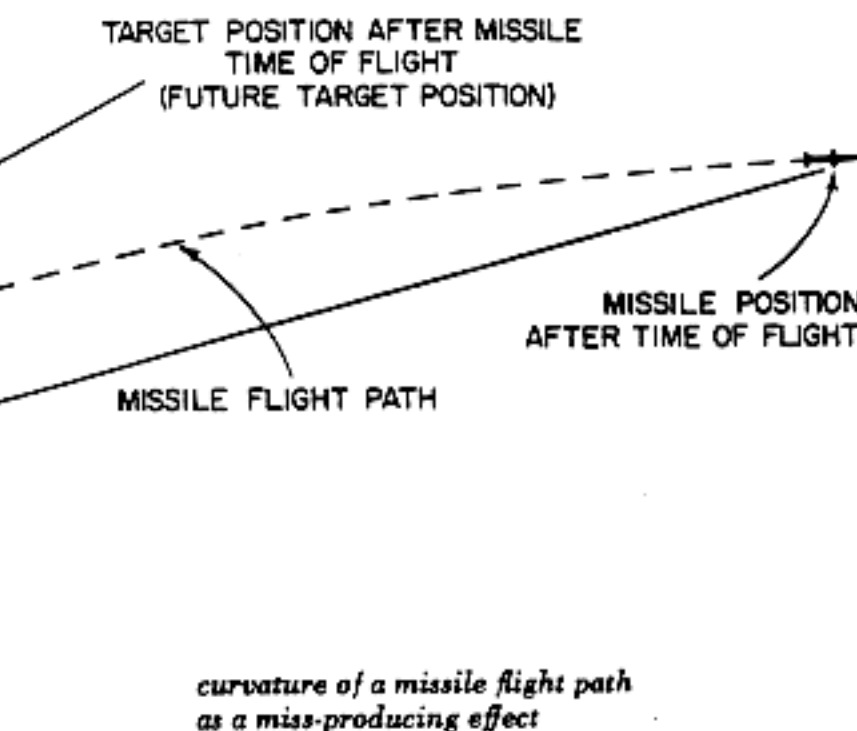 TARGET POSITION AFTER MISSILE
TIME OF FLIGHT
(FUTURE TARGET POSITION)
MISSILE POSITION
AFTER TIME OF FLIGHT
MISSILE FLIGHT PATH
curvature of a missile flight path
as a miss-producing effect